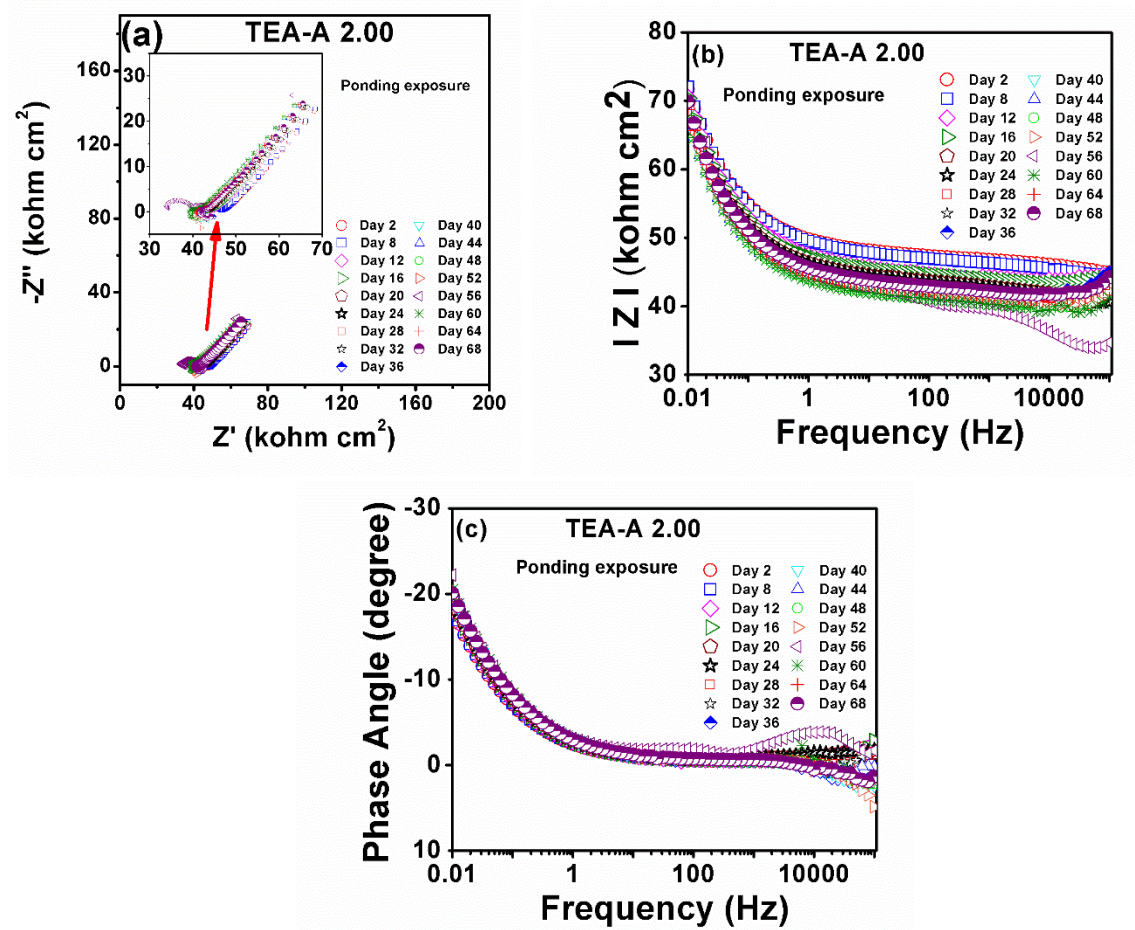 (a) TEA-A 2.00
Ponding exposure
-Z'' (kohm cm2)
160
120
80
40
0
30
20
10
0
30 40 50 60 70
Day 2 Day 40
Day 8 Day 44
Day 12 Day 48
Day 16 Day 52
Day 20 Day 56
Day 24 Day 60
Day 28 Day 64
Day 32 Day 68
Day 36
0 40 80 120 160 200
Z' (kohm cm2)
(b) TEA-A 2.00
Ponding exposure
I Z I (kohm cm2)
80
70
60
50
40
30
Day 2 Day 40
Day 8 Day 44
Day 12 Day 48
Day 16 Day 52
Day 20 Day 56
Day 24 Day 60
Day 28 Day 64
Day 32 Day 68
Day 36
0.01 1 100 10000
Frequency (Hz)
(c) TEA-A 2.00
Ponding exposure
Phase Angle (degree)
-30
-20
-10
0
10
Day 2 Day 40
Day 8 Day 44
Day 12 Day 48
Day 16 Day 52
Day 20 Day 56
Day 24 Day 60
Day 28 Day 64
Day 32 Day 68
Day 36
0.01 1 100 10000
Frequency (Hz)